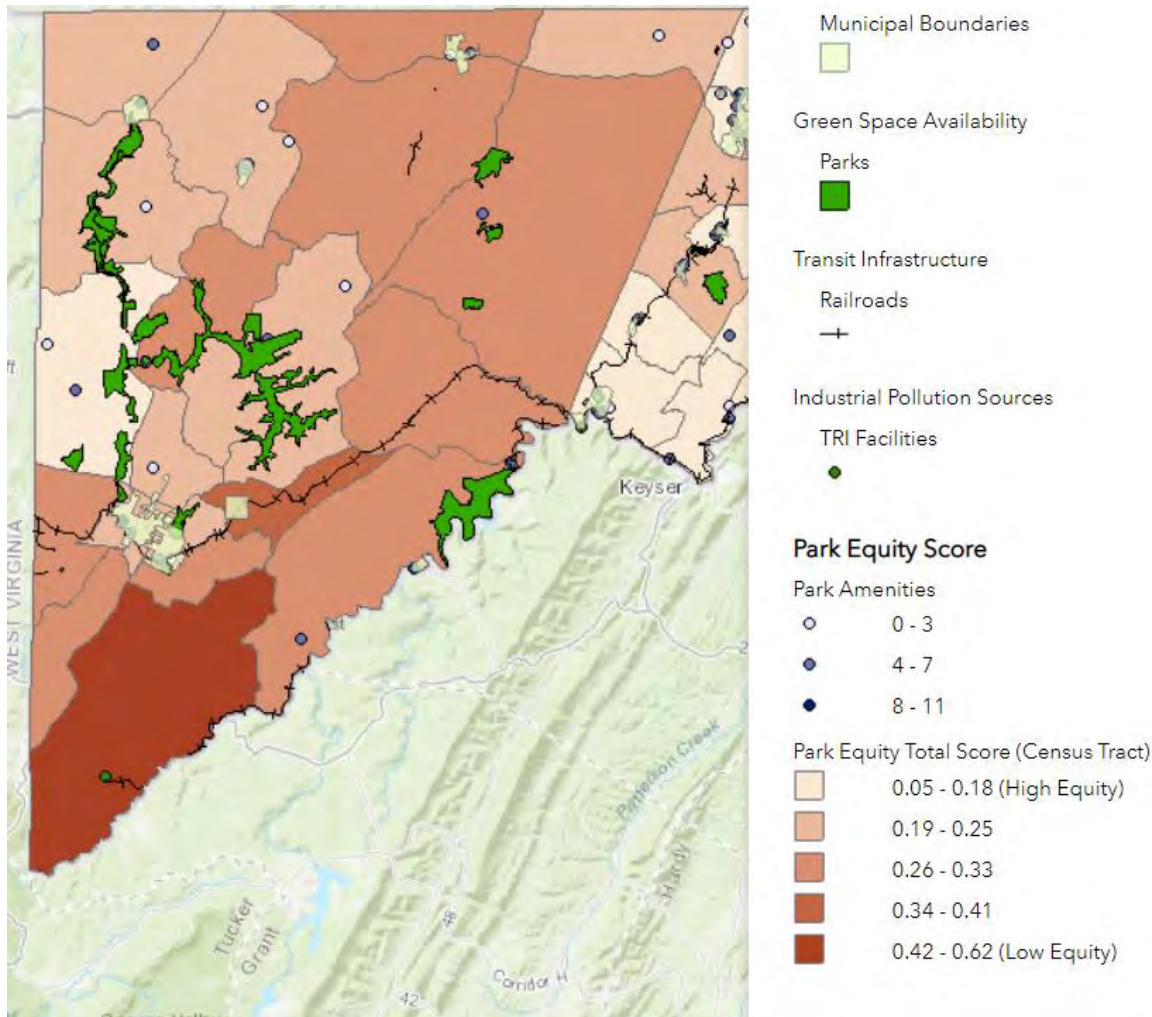 Municipal Boundaries
Green Space Availability
Parks
Transit Infrastructure
Railroads
Industrial Pollution Sources
TRI Facilities
Park Equity Score
Park Amenities
0 - 3
4 - 7
8 - 11
Park Equity Total Score (Census Tract)
0.05 - 0.18 (High Equity)
0.19 - 0.25
0.26 - 0.33
0.34 - 0.41
0.42 - 0.62 (Low Equity)
Keyser
WEST VIRGINIA
Patterson Creek
Hardy
Tucker
Grant
48
Corridor H
42